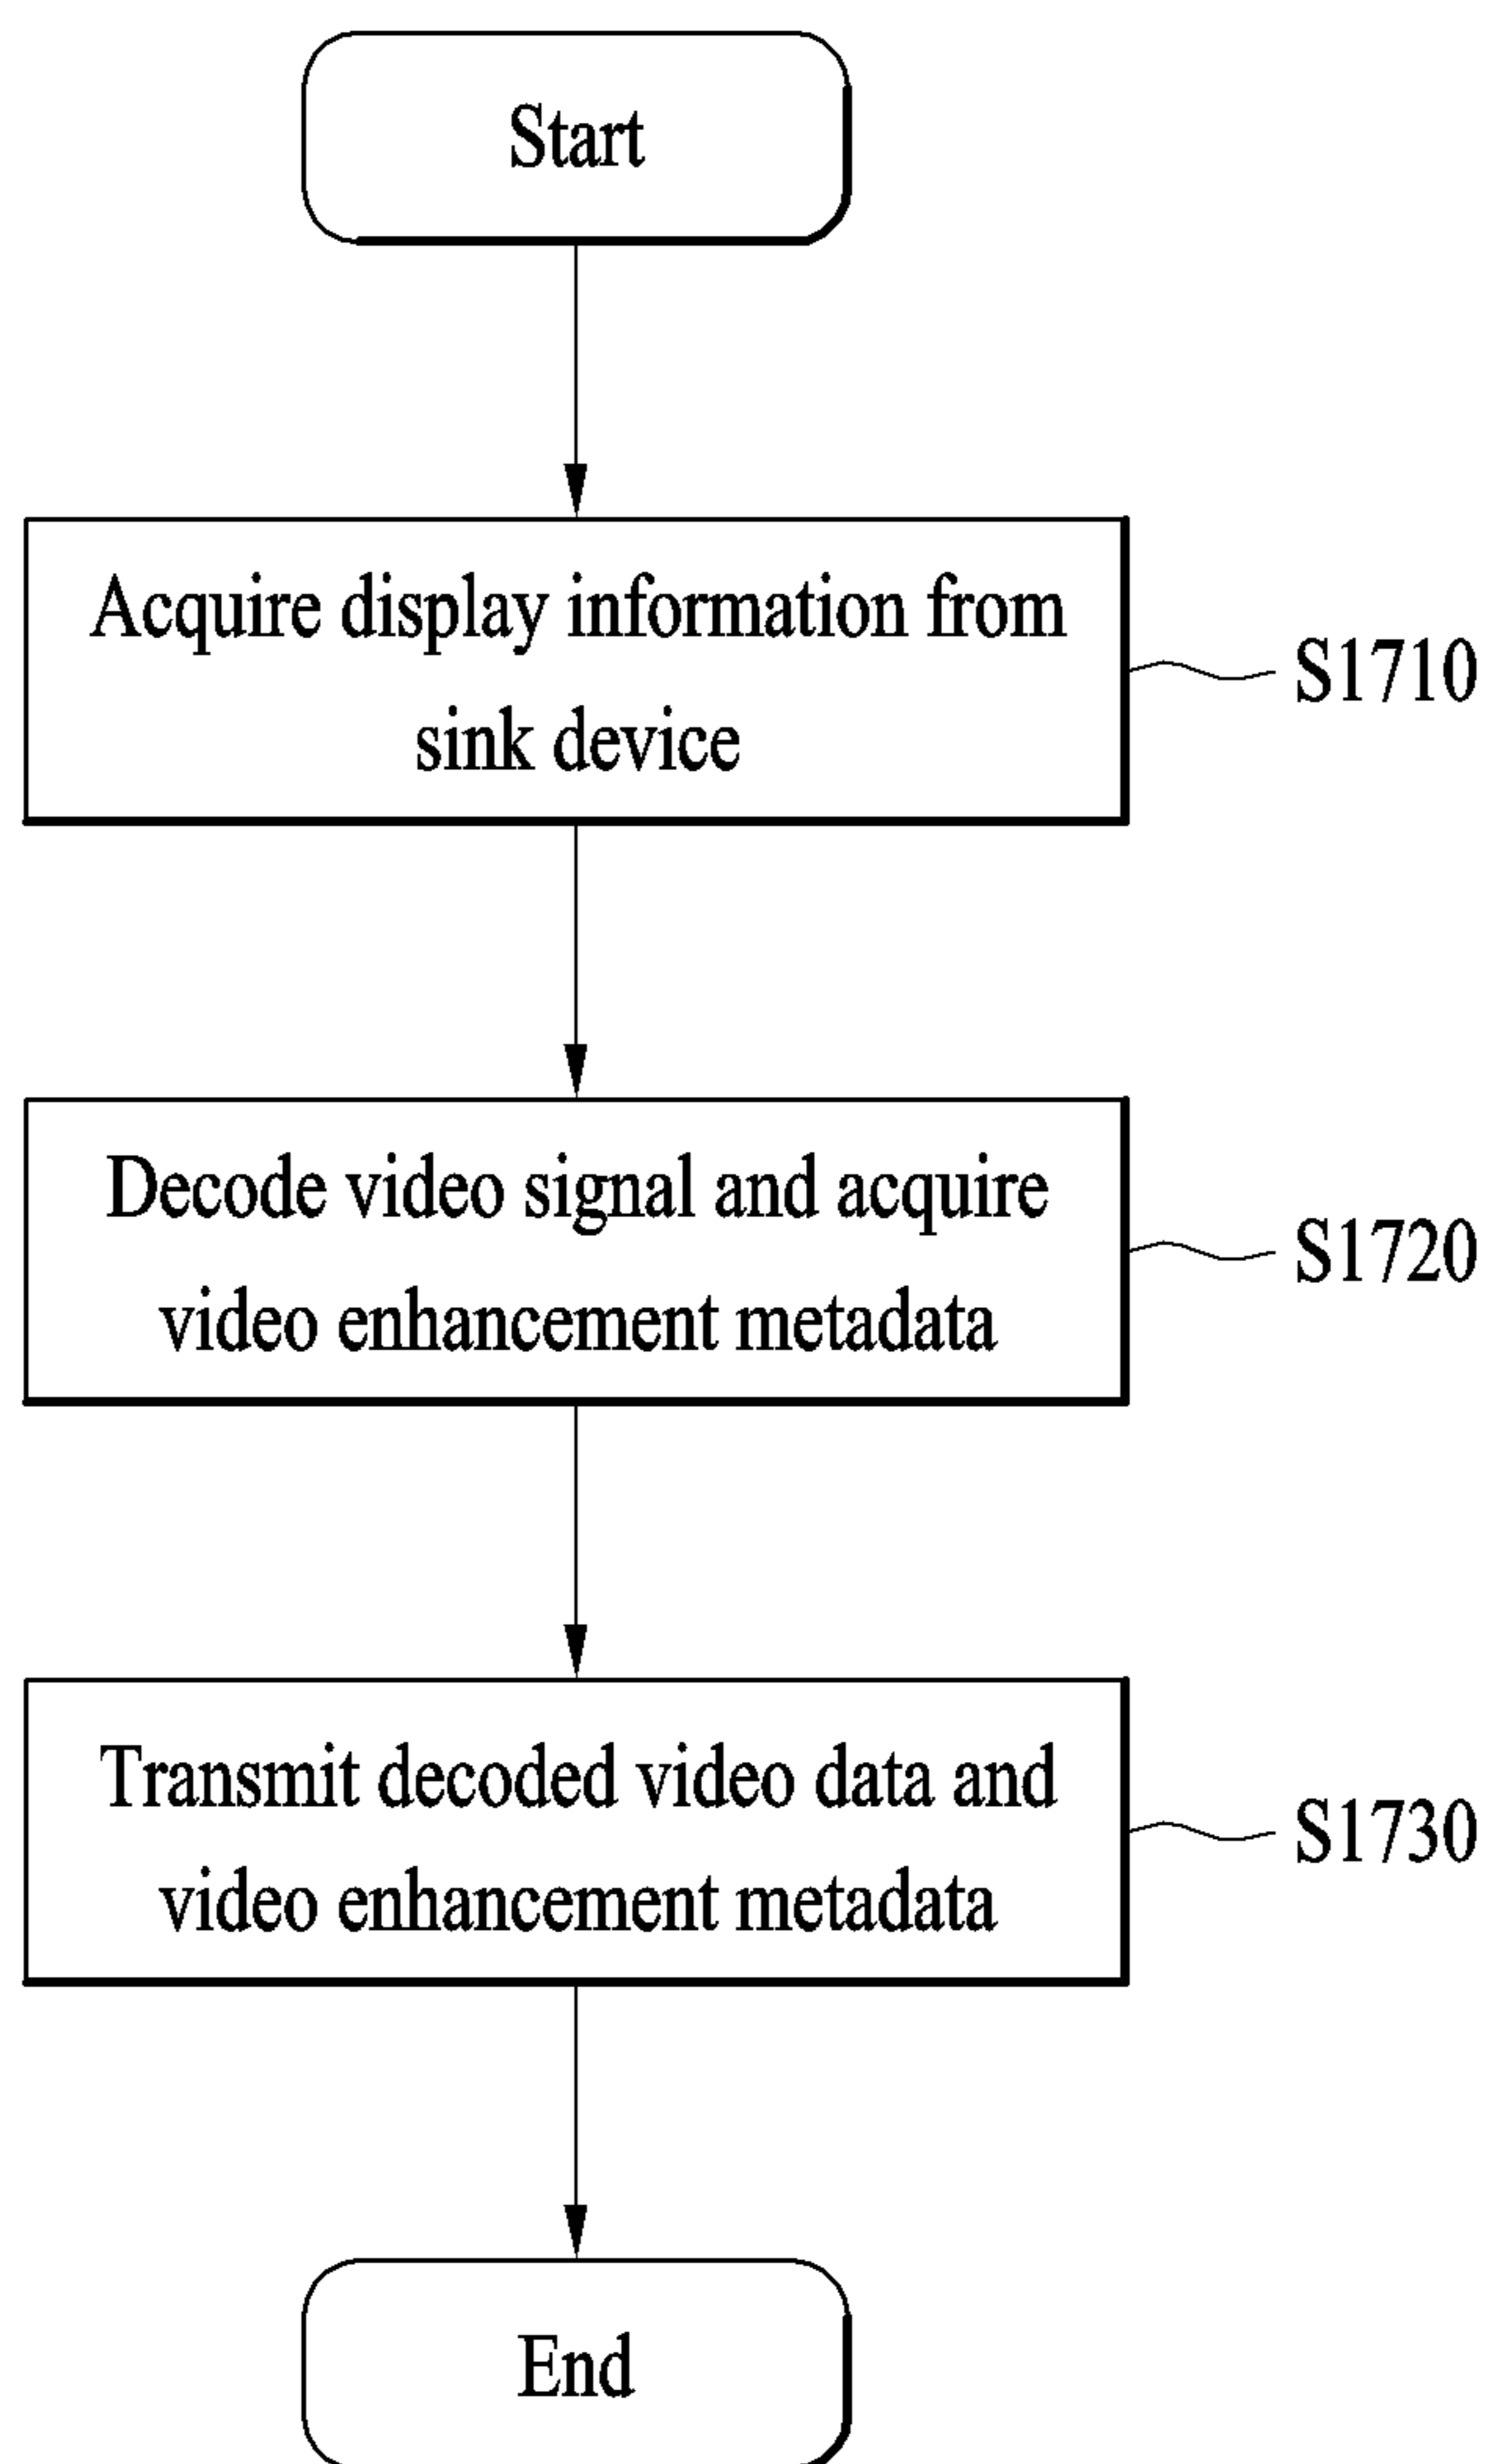 Start
Acquire display information from
sink device
S1710
Decode video signal and acquire
video enhancement metadata
S1720
Transmit decoded video data and
video enhancement metadata
S1730
End